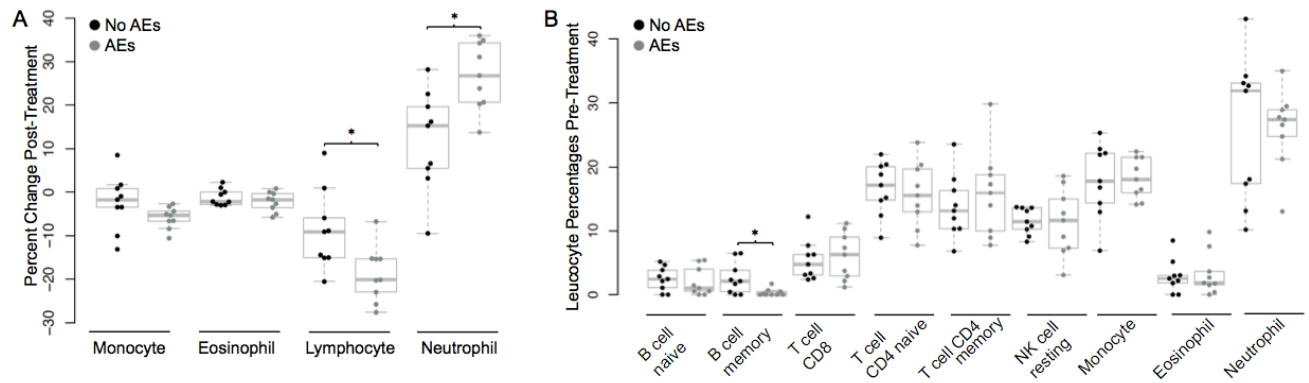 A
No AEs
AEs
Percent Change Post-Treatment
40
30
20
10
0
-10
-20
-30
*
*
Monocyte
Eosinophil
Lymphocyte
Neutrophil
B
No AEs
AEs
Leucocyte Percentages Pre-Treatment
40
30
20
10
0
*
B cell
naive
B cell
memory
T cell
CD8
T cell
CD4 naive
T cell CD4
memory
NK cell
resting
Monocyte
Eosinophil
Neutrophil